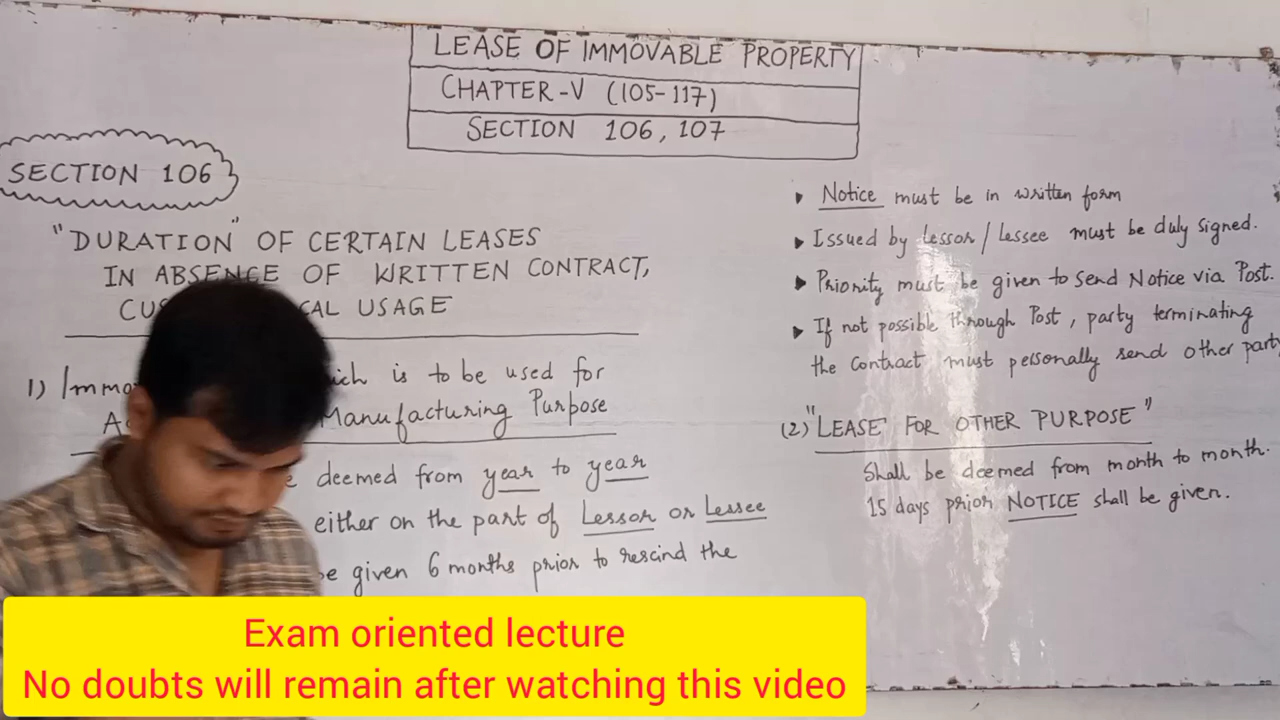 LEASE OF IMMOVABLE PROPERTY
CHAPTER-V (105-117)
SECTION 106, 107
SECTION 106
"DURATION" OF CERTAIN LEASES
IN ABSENCE OF WRITTEN CONTRACT,
USAGE
1) which is to be used for
Manufacturing Purpose
deemed from year to year
either on the part of Lessor or Lessee
be given 6 months prior to rescind the
Notice must be in written form
Issued by Lessor/Lessee must be duly signed.
Priority must be given to send Notice via Post.
If not possible through Post, party terminating
the contract must personally send other party
(2) "LEASE FOR OTHER PURPOSE"
Shall be deemed from month to month.
15 days prior NOTICE shall be given.
Exam oriented lecture
No doubts will remain after watching this video